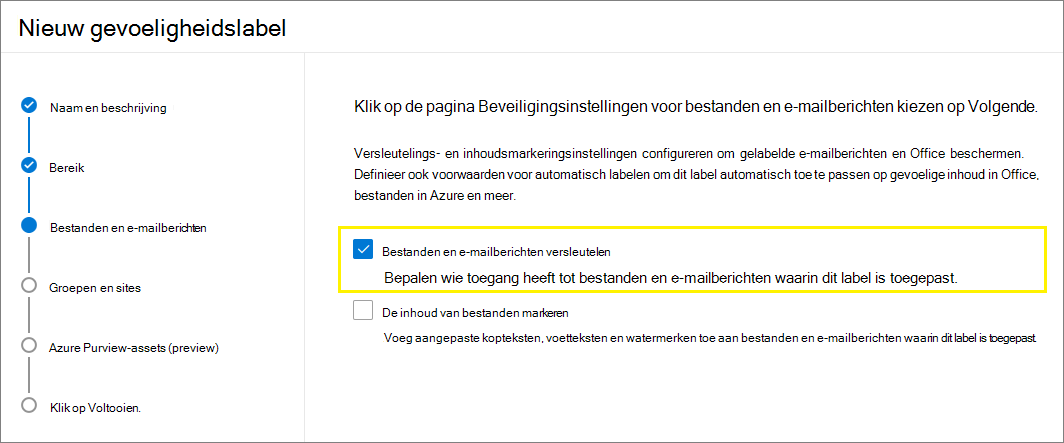 Nieuw gevoeligheidslabel
Naam en beschrijving
Bereik
Bestanden en e-mailberichten
Groepen en sites
Azure Purview-assets (preview)
Klik op Voltooien.
Klik op de pagina Beveiligingsinstellingen voor bestanden en e-mailberichten kiezen op Volgende.
Versleutelings- en inhoudsmarkeringsinstellingen configureren om gelabelde e-mailberichten en Office beschermen.
Definieer ook voorwaarden voor automatisch labelen om dit label automatisch toe te passen op gevoelige inhoud in Office,
bestanden in Azure en meer.
Bestanden en e-mailberichten versleutelen
Bepalen wie toegang heeft tot bestanden en e-mailberichten waarin dit label is toegepast.
De inhoud van bestanden markeren
Voeg aangepaste kopteksten, voetteksten en watermerken toe aan bestanden en e-mailberichten waarin dit label is toegepast.